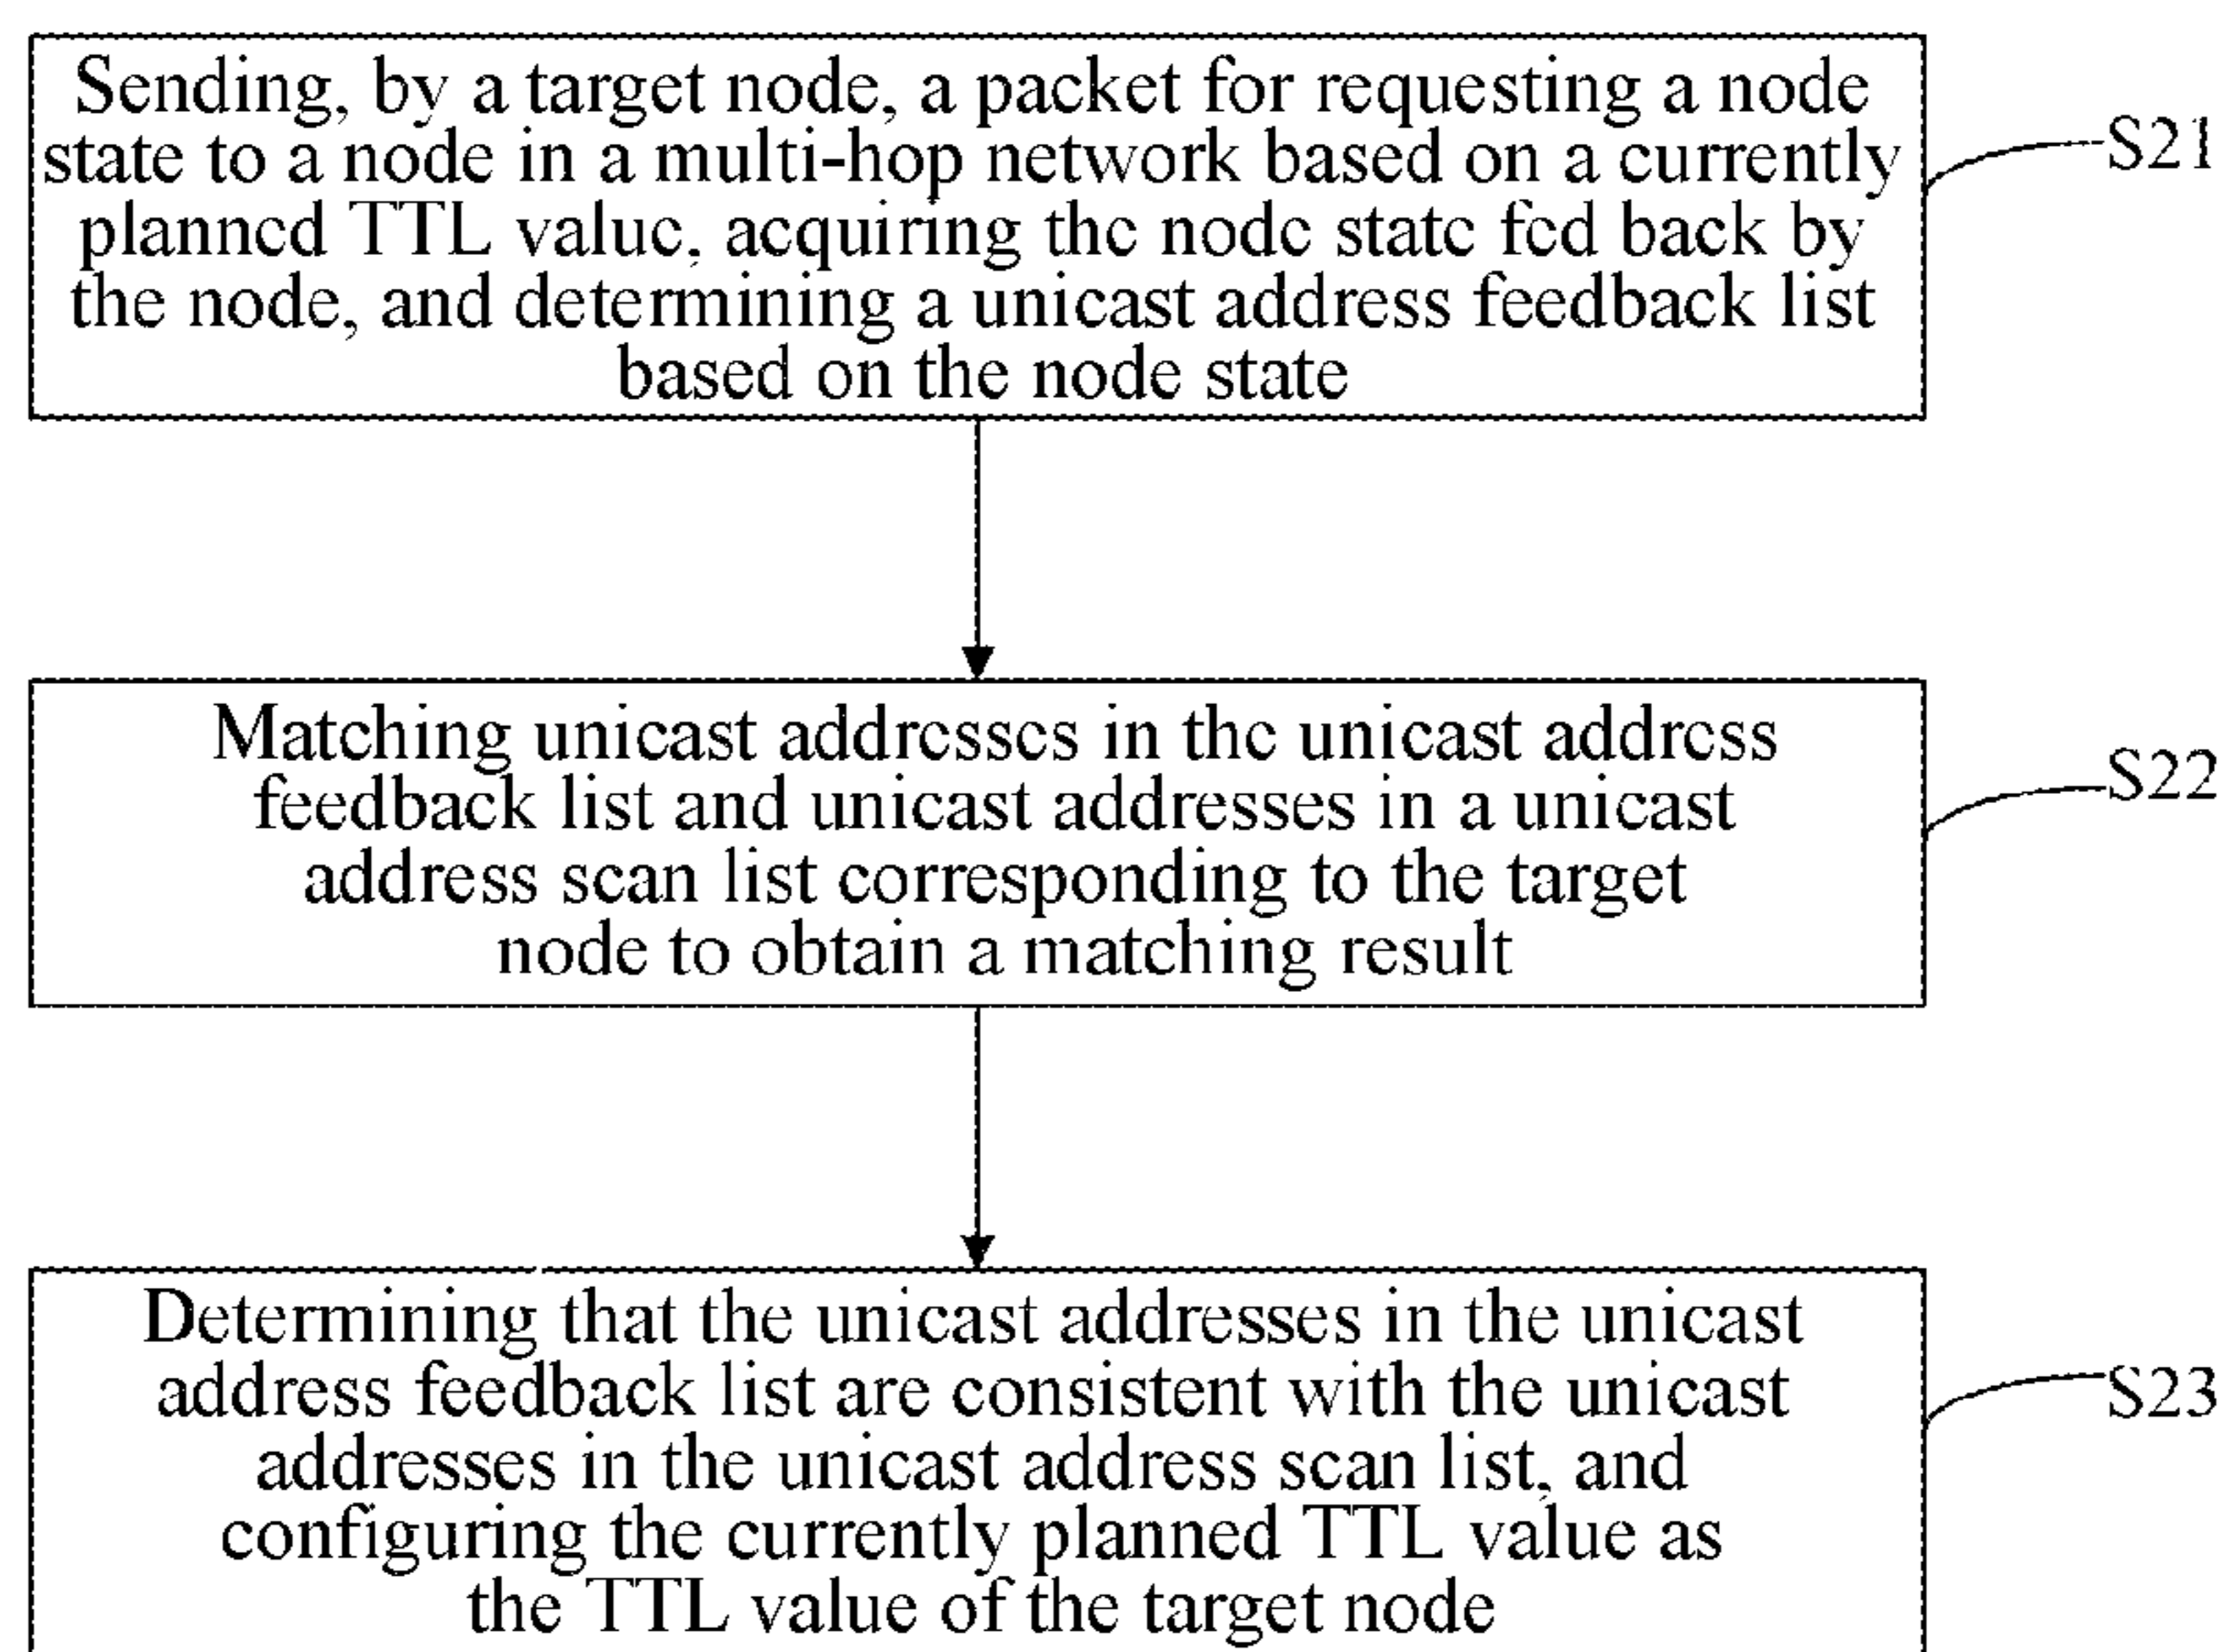 Sending, by a target node, a packet for requesting a node
state to a node in a multi-hop network based on a currently
planned TTL value, acquiring the node state fed back by
the node, and determining a unicast address feedback list
based on the node state
S21
Matching unicast addresses in the unicast address
feedback list and unicast addresses in a unicast
address scan list corresponding to the target
node to obtain a matching result
S22
Determining that the unicast addresses in the unicast
address feedback list are consistent with the unicast
addresses in the unicast address scan list, and
configuring the currently planned TTL value as
the TTL value of the target node
S23